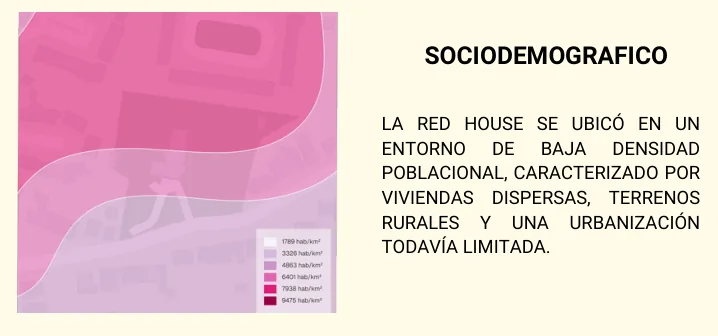 SOCIODEMOGRAFICO
LA RED HOUSE SE UBICÓ EN UN
ENTORNO DE BAJA DENSIDAD
POBLACIONAL, CARACTERIZADO POR
VIVIENDAS DISPERSAS, TERRENOS
RURALES Y UNA URBANIZACIÓN
TODAVÍA LIMITADA.
1789 hab/km²
3326 hab/km²
4863 hab/km²
6401 hab/km²
7938 hab/km²
9475 hab/km²